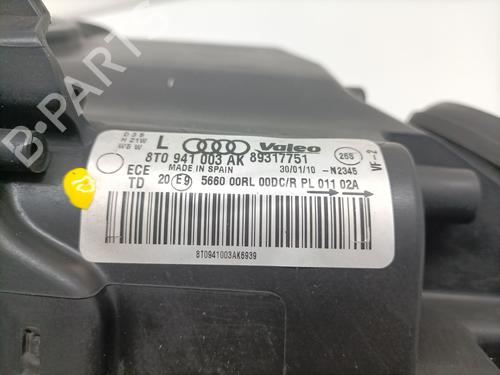 B-PARTS
D3S
H 21W
W5W
L Valeo
8T0 941 003 AK 89317751 26S
MADE IN SPAIN 30/01/10 -N2345 VF-2
ECE
TD 20 E9 5660 00RL 00DC/R PL 011 02A
8T0941003AK6939